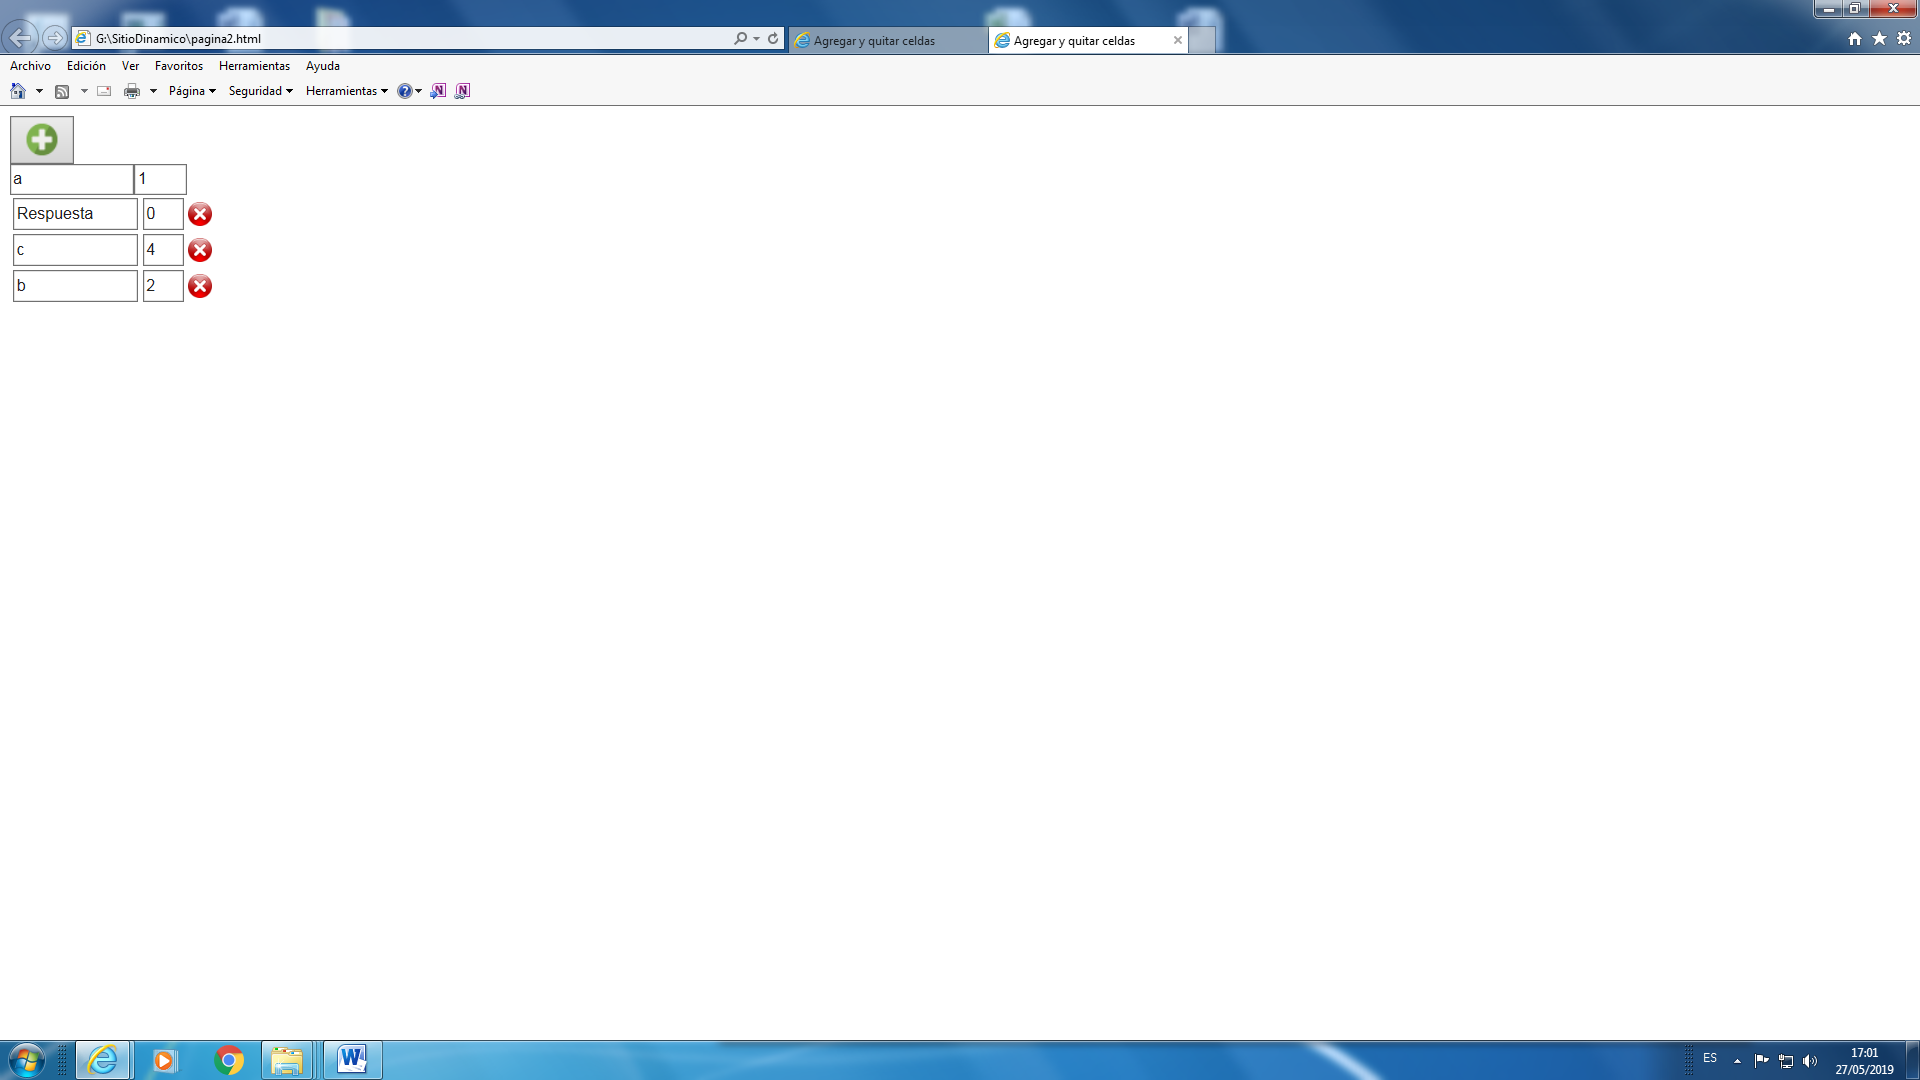 G:\SitioDinamico\pagina2.html
Agregar y quitar celdas
Agregar y quitar celdas
Archivo Edición Ver Favoritos Herramientas Ayuda
Página Seguridad Herramientas
a 1
Respuesta 0
c 4
b 2
ES 17:01
27/05/2019